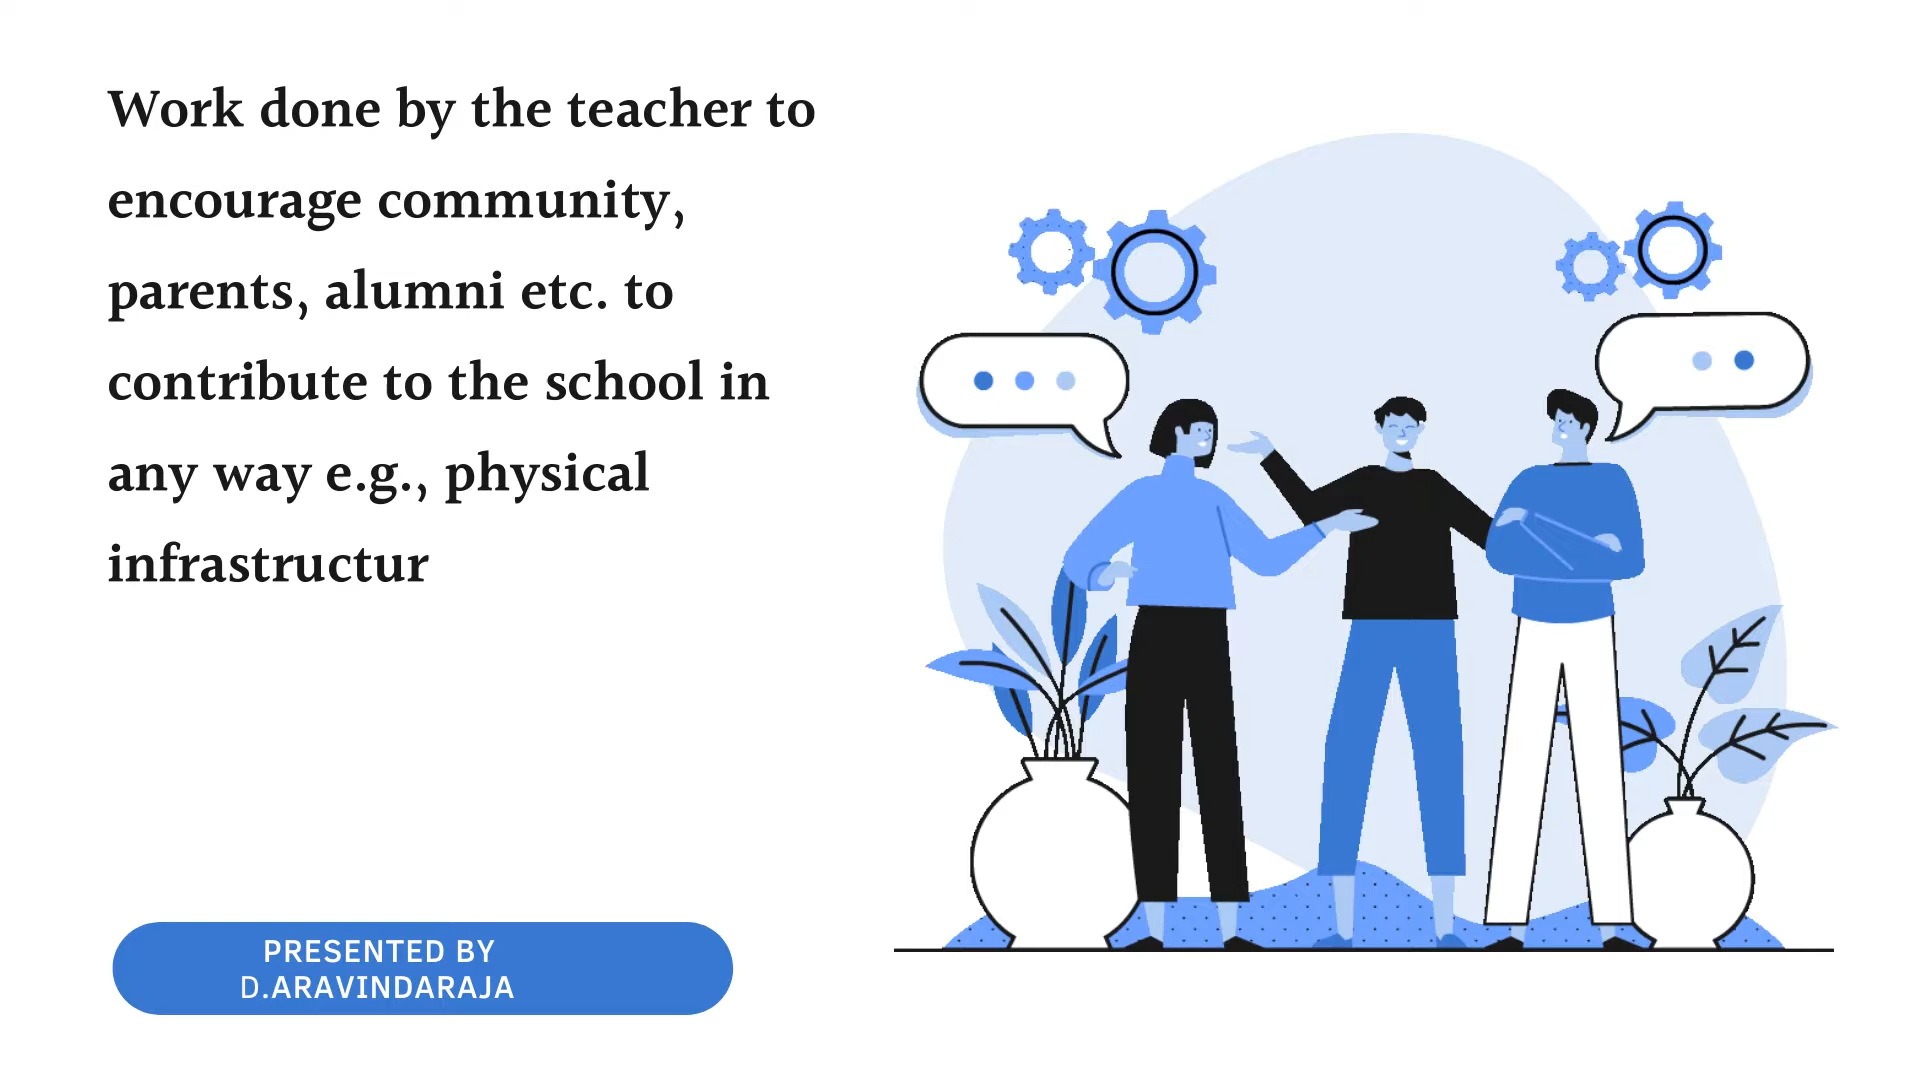 Work done by the teacher to
encourage community,
parents, alumni etc. to
contribute to the school in
any way e.g., physical
infrastructur
PRESENTED BY
D.ARAVINDARAJA